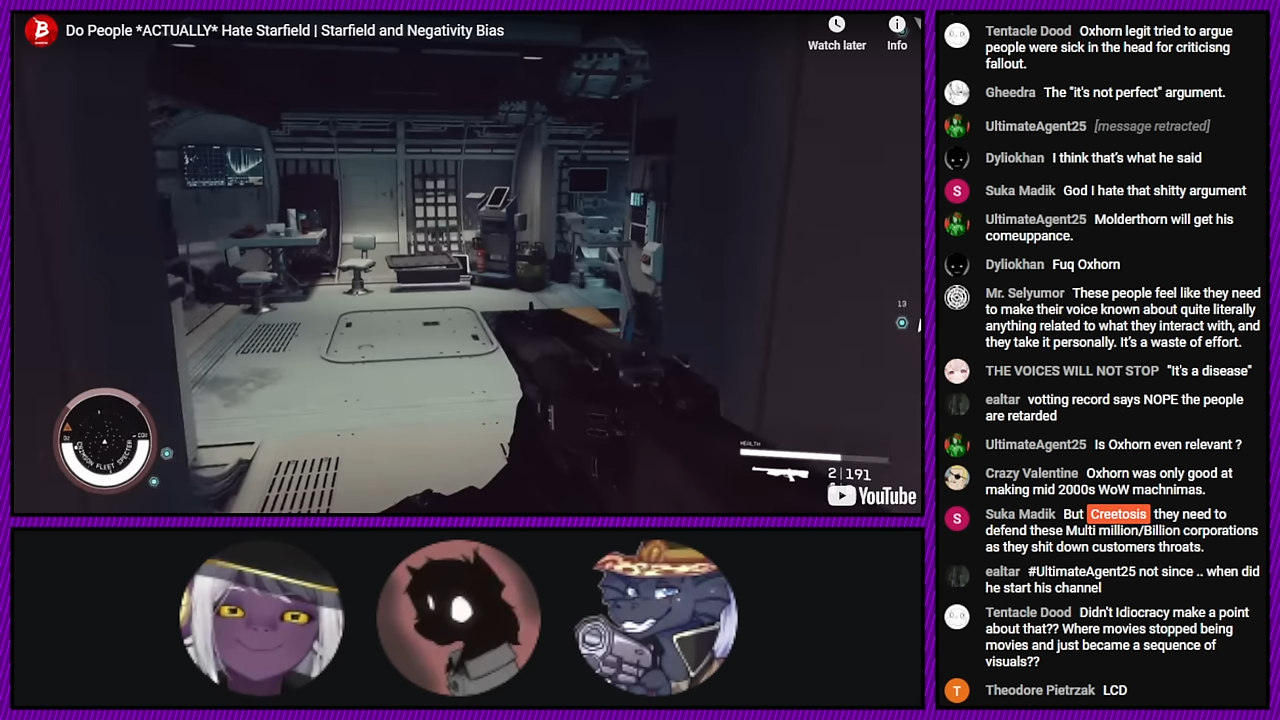 Do People *ACTUALLY* Hate Starfield | Starfield and Negativity Bias
Watch later
Info
13
CRIMSON FLEET SPECTER
HEALTH
2|191
YouTube
Tentacle Dood Oxhorn legit tried to argue
people were sick in the head for criticisng
fallout.
Gheedra The "it's not perfect" argument.
UltimateAgent25 [message retracted]
Dyliokhan I think that's what he said
S
Suka Madik God I hate that shitty argument
UltimateAgent25 Molderthorn will get his
comeuppance.
Dyliokhan Fuq Oxhorn
Mr. Selyumor These people feel like they need
to make their voice known about quite literally
anything related to what they interact with, and
they take it personally. It's a waste of effort.
THE VOICES WILL NOT STOP "It's a disease"
ealtar votting record says NOPE the people
are retarded
UltimateAgent25 Is Oxhorn even relevant ?
Crazy Valentine Oxhorn was only good at
making mid 2000s WoW machnimas.
S
Suka Madik But Creetosis they need to
defend these Multi million/Billion corporations
as they shit down customers throats.
ealtar #UltimateAgent25 not since .. when did
he start his channel
Tentacle Dood Didn't Idiocracy make a point
about that?? Where movies stopped being
movies and just became a sequence of
visuals??
T
Theodore Pietrzak LCD